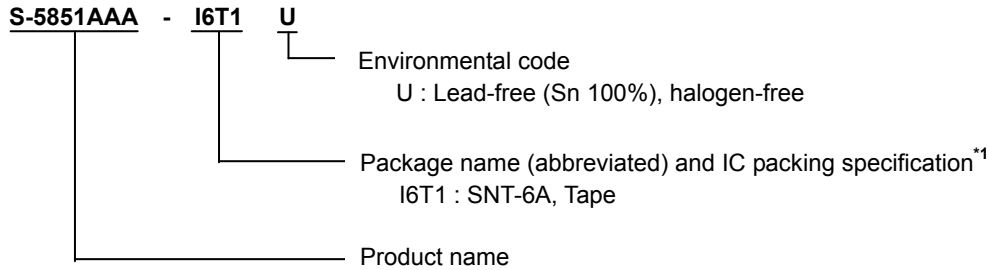 S-5851AAA - I6T1 U
Environmental code
U : Lead-free (Sn 100%), halogen-free
Package name (abbreviated) and IC packing specification*1
I6T1 : SNT-6A, Tape
Product name